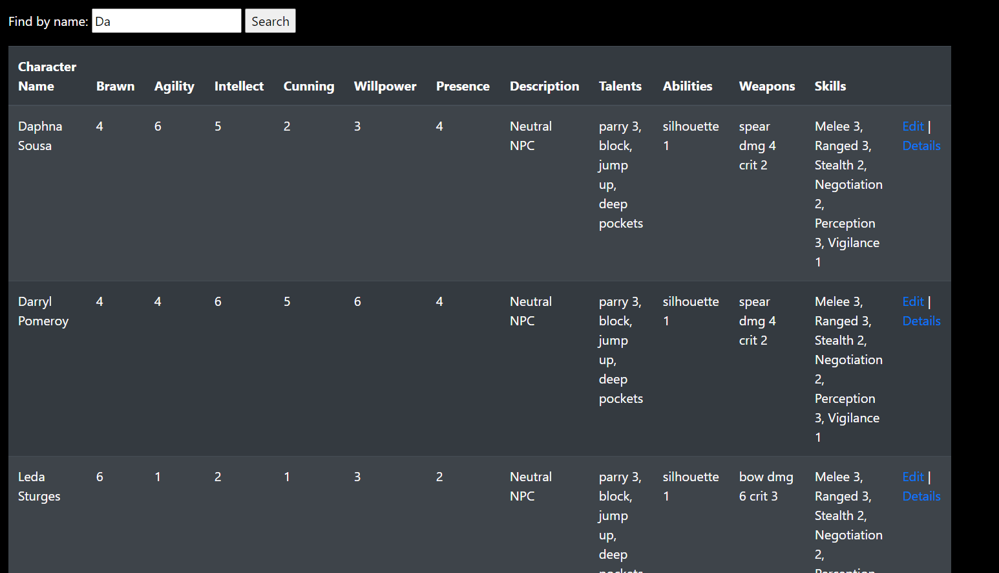 Find by name: Da Search
Character Name Brawn Agility Intellect Cunning Willpower Presence Description Talents Abilities Weapons Skills
Daphna Sousa 4 6 5 2 3 4 Neutral NPC parry 3, block, jump up, deep pockets silhouette 1 spear dmg 4 crit 2 Melee 3, Ranged 3, Stealth 2, Negotiation 2, Perception 3, Vigilance 1 Edit | Details
Darryl Pomeroy 4 4 6 5 6 4 Neutral NPC parry 3, block, jump up, deep pockets silhouette 1 spear dmg 4 crit 2 Melee 3, Ranged 3, Stealth 2, Negotiation 2, Perception 3, Vigilance 1 Edit | Details
Leda Sturges 6 1 2 1 3 2 Neutral NPC parry 3, block, jump up, deep pockets silhouette 1 bow dmg 6 crit 3 Melee 3, Ranged 3, Stealth 2, Negotiation 2, Perception Edit | Details